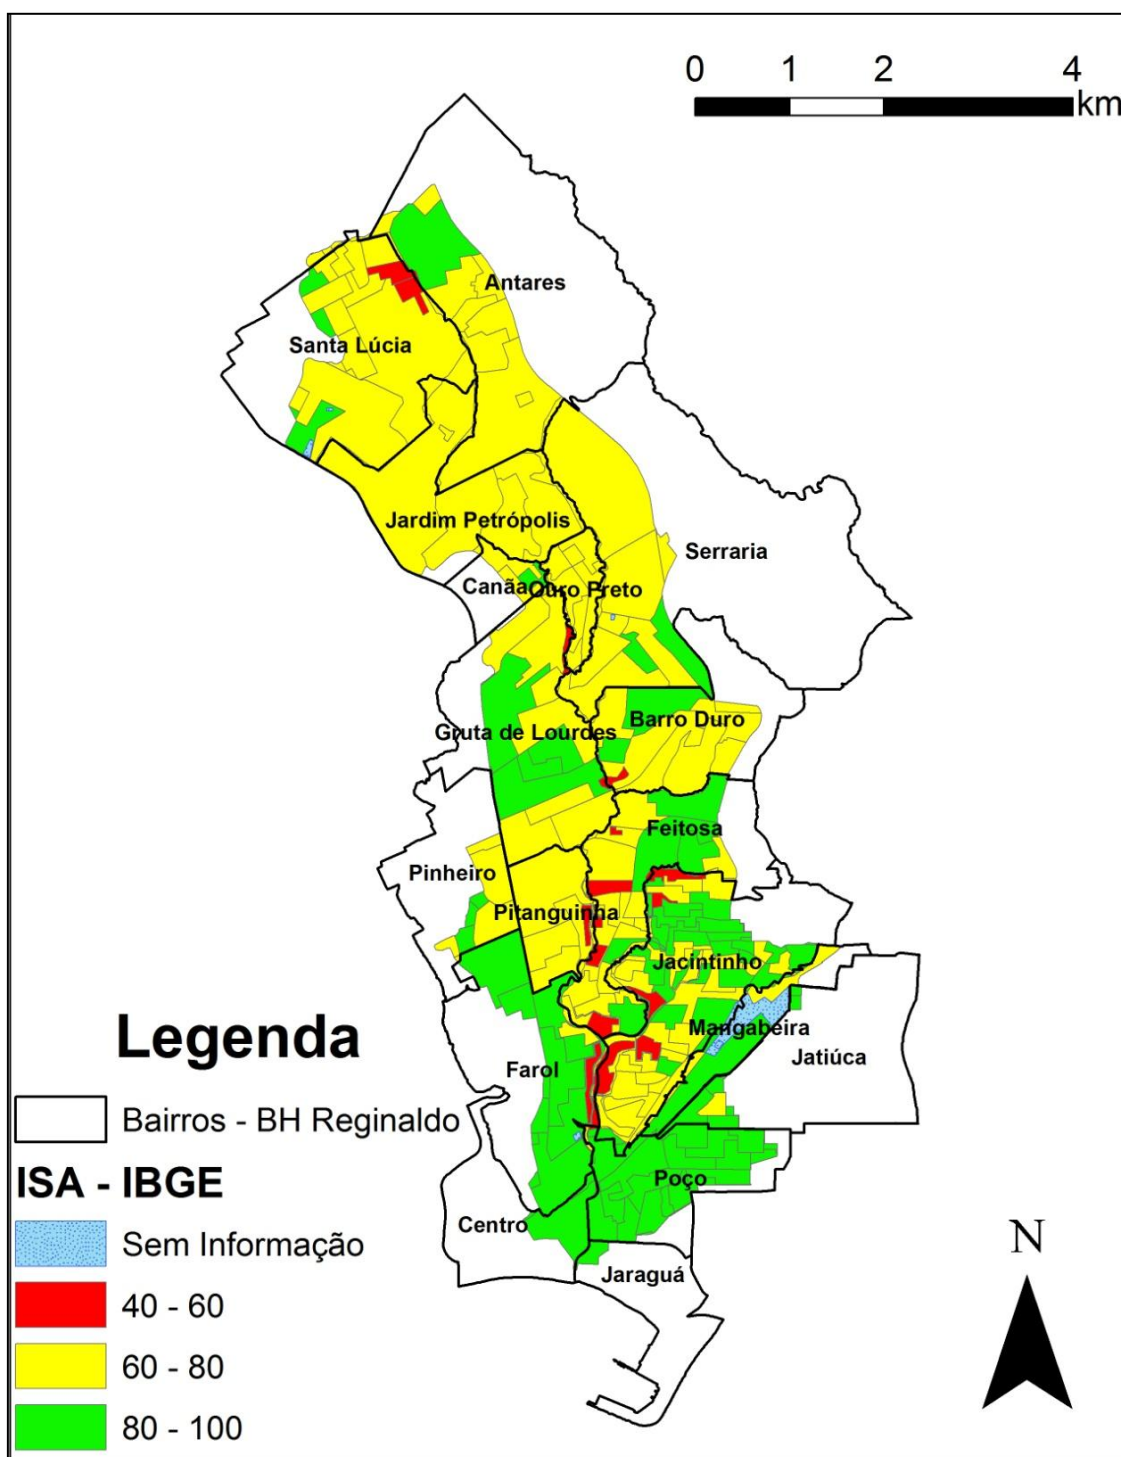 0 1 2 4
km
Antares
Santa Lúcia
Jardim Petrópolis
Serraria
Canãa
Ouro Preto
Barro Duro
Gruta de Lourdes
Feitosa
Pinheiro
Pitanguinha
Jacintinho
Mangabeira
Jatiúca
Farol
Poço
Centro
Jaraguá
N
Legenda
Bairros - BH Reginaldo
ISA - IBGE
Sem Informação
40 - 60
60 - 80
80 - 100